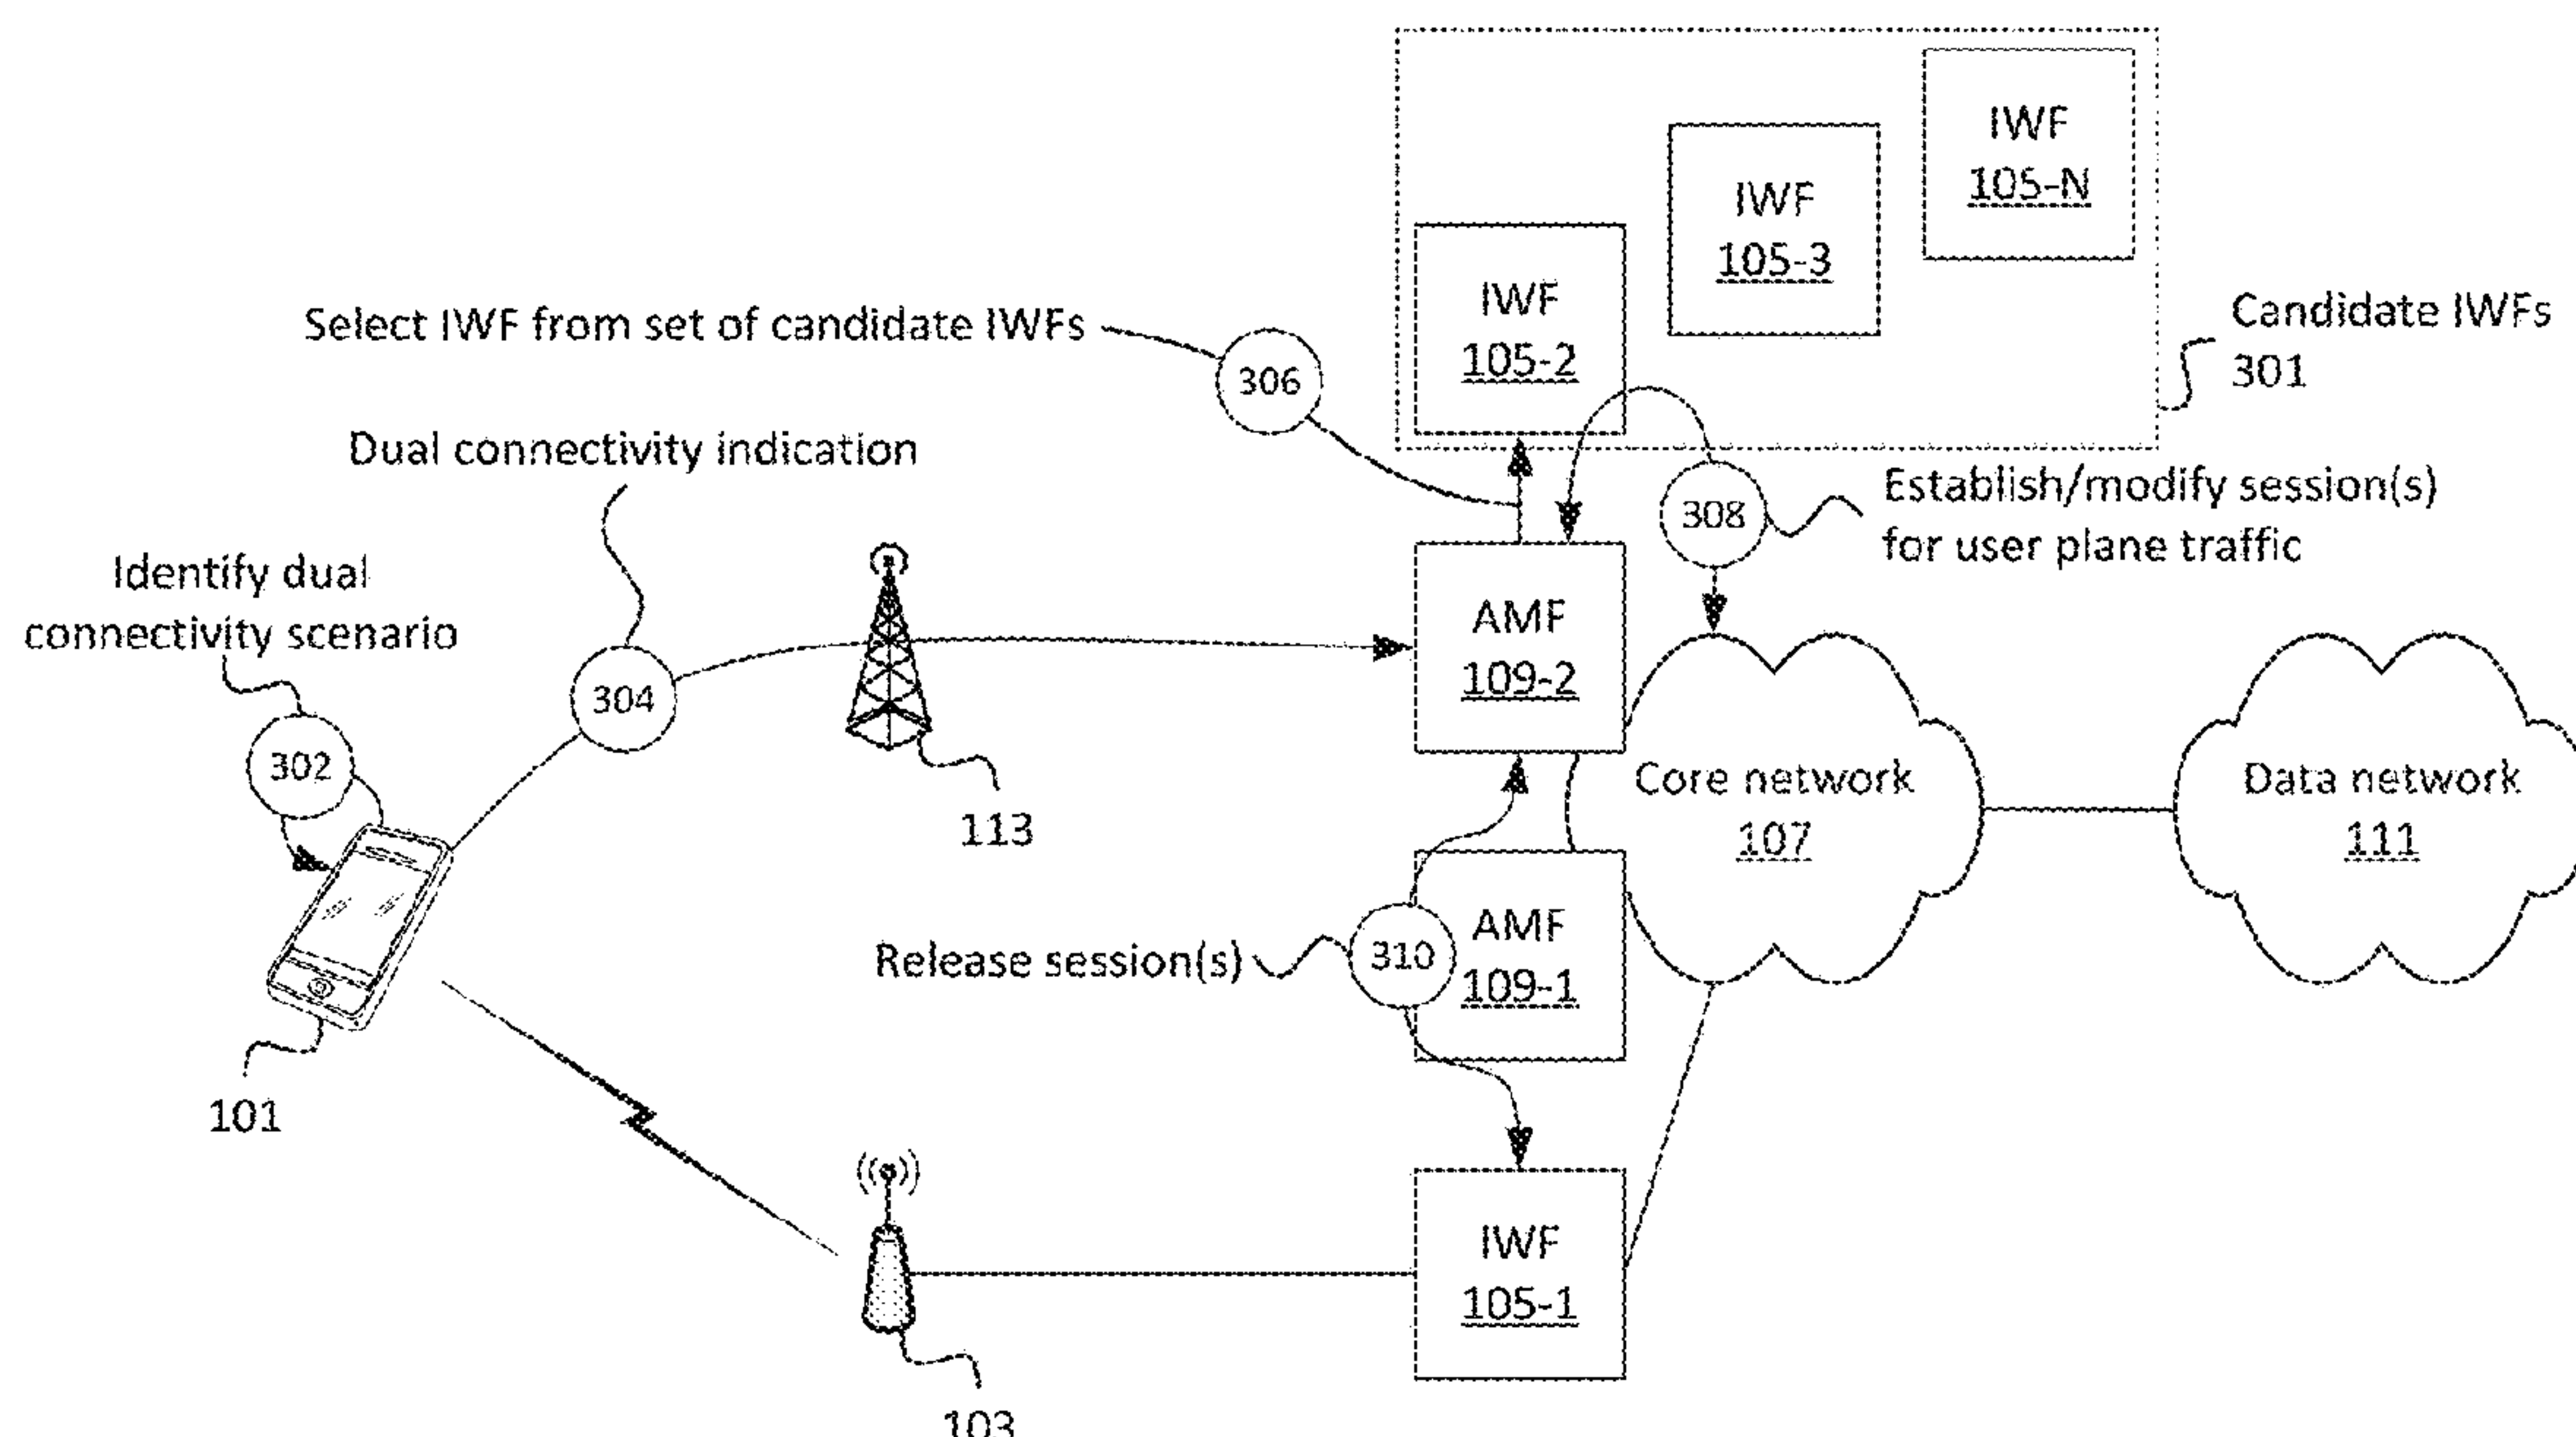 IWF
105-N
IWF
105-3
IWF
105-2
Candidate IWFs
301
Select IWF from set of candidate IWFs
306
Dual connectivity indication
308
Establish/modify session(s)
for user plane traffic
Identify dual
connectivity scenario
304
AMF
109-2
302
113
Core network
107
Data network
111
Release session(s)
310
AMF
109-1
101
IWF
105-1
103